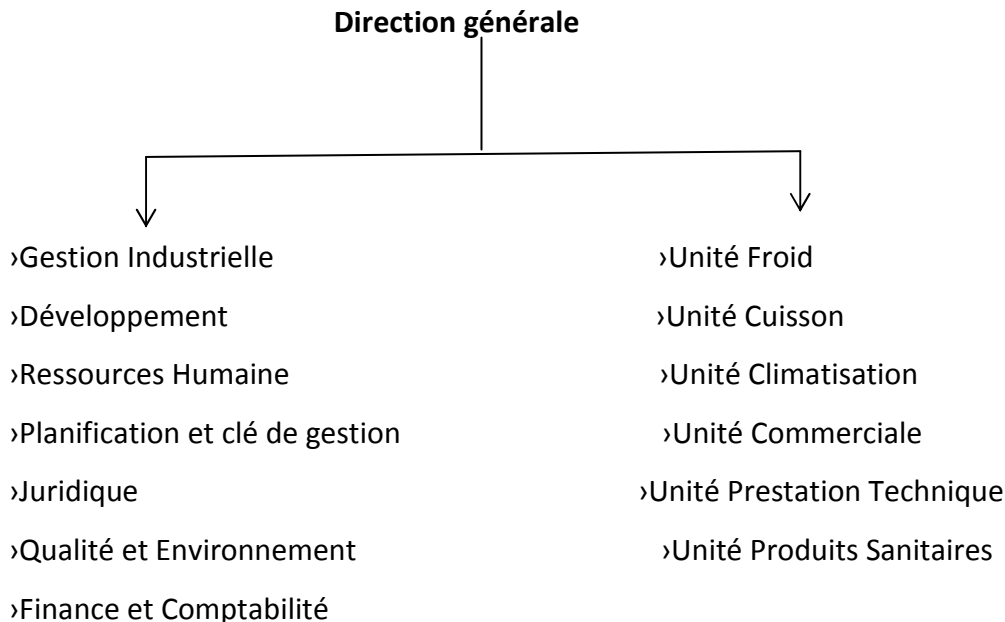 Direction générale
›Gestion Industrielle
›Développement
›Ressources Humaine
›Planification et clé de gestion
›Juridique
›Qualité et Environnement
›Finance et Comptabilité
›Unité Froid
›Unité Cuisson
›Unité Climatisation
›Unité Commerciale
›Unité Prestation Technique
›Unité Produits Sanitaires